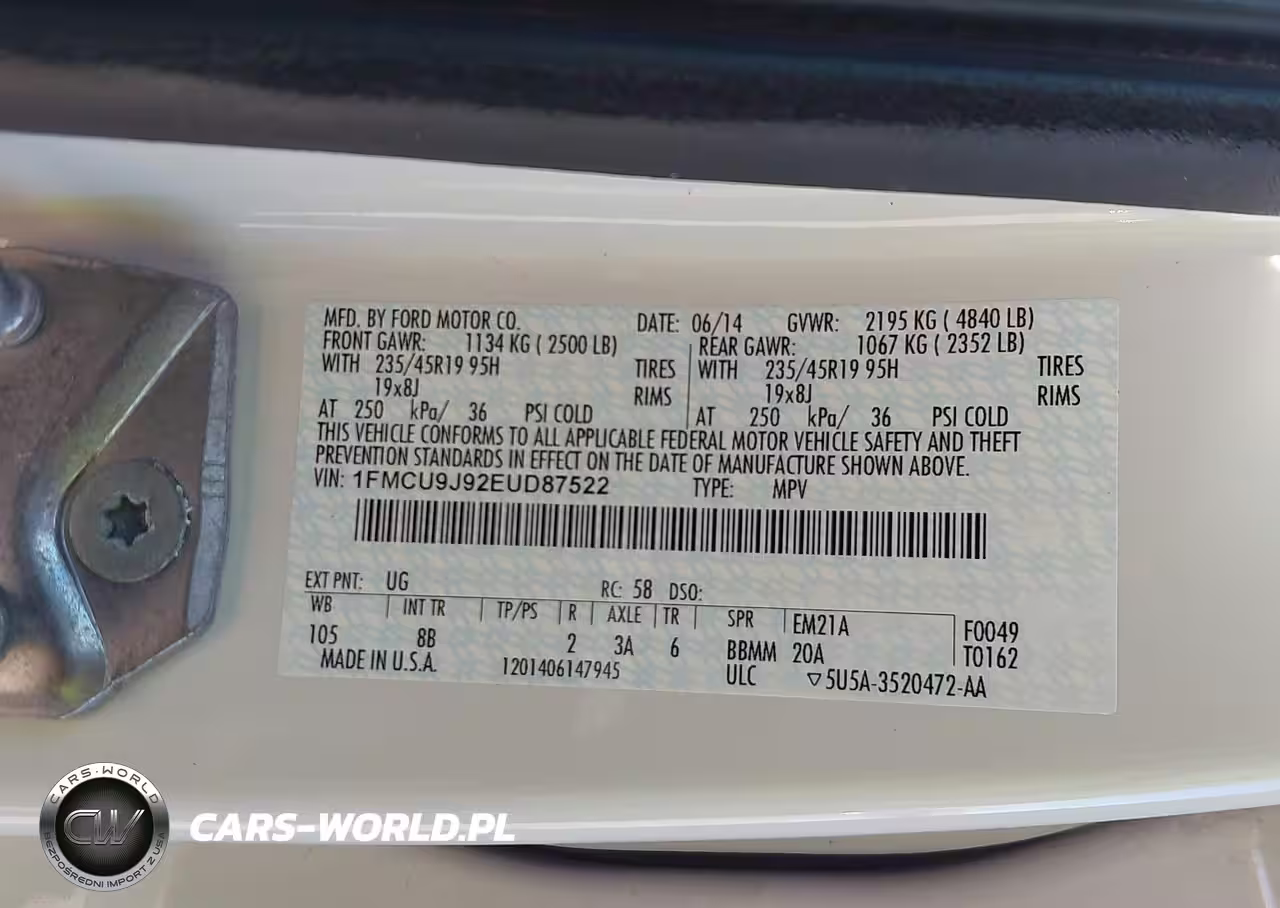 MFD. BY FORD MOTOR CO. DATE: 06/14 GVWR: 2195 KG ( 4840 LB)
FRONT GAWR: 1134 KG ( 2500 LB) REAR GAWR: 1067 KG ( 2352 LB)
WITH 235/45R19 95H TIRES WITH 235/45R19 95H TIRES
19x8J RIMS 19x8J RIMS
AT 250 kPa/ 36 PSI COLD AT 250 kPa/ 36 PSI COLD
THIS VEHICLE CONFORMS TO ALL APPLICABLE FEDERAL MOTOR VEHICLE SAFETY AND THEFT
PREVENTION STANDARDS IN EFFECT ON THE DATE OF MANUFACTURE SHOWN ABOVE.
VIN: 1FMCU9J92EUD87522 TYPE: MPV
EXT PNT: UG RC: 58 DSO:
WB INT TR TP/PS R AXLE TR SPR EM21A F0049
105 8B 2 3A 6 BBMM 20A T0162
MADE IN U.S.A. 1201406147945 ULC ▽5U5A-3520472-AA
CARS-WORLD
CW
BEZPOŚREDNI IMPORT Z USA
CARS-WORLD.PL